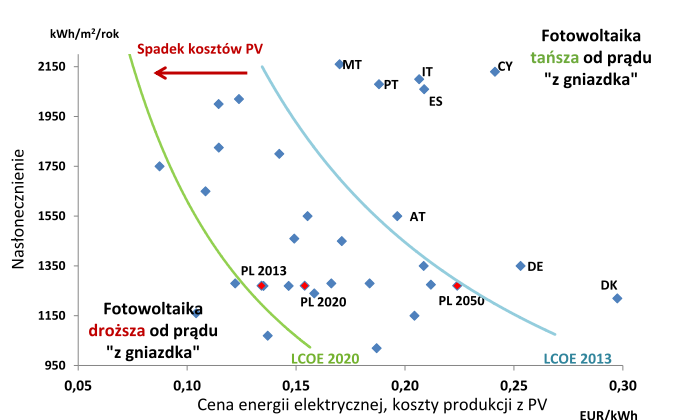 kWh/m²/rok
Spadek kosztów PV
Fotowoltaika
tańsza od prądu
"z gniazdka"
2150
1950
1750
1550
1350
1150
950
Nasłonecznienie
MT
PT
IT
ES
CY
AT
DE
DK
PL 2013
PL 2020
PL 2050
Fotowoltaika
droższa od prądu
"z gniazdka"
LCOE 2020
LCOE 2013
0,05
0,10
0,15
0,20
0,25
0,30
Cena energii elektrycznej, koszty produkcji z PV
EUR/kWh